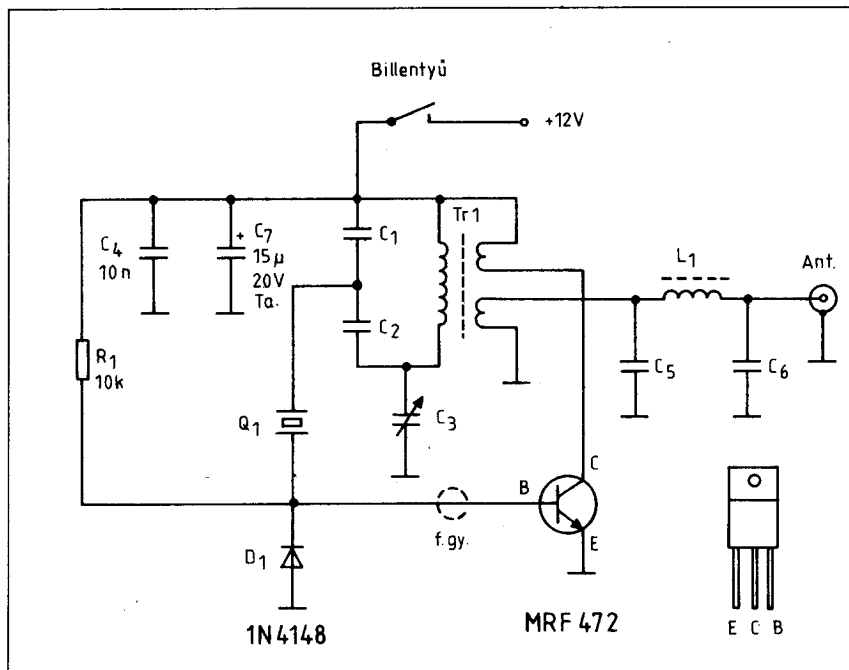 Billentyű
+12V
Tr1
C4
10n
+ C7
15µ
20V
Ta.
C1
C2
L1
Ant.
R1
10k
C5
C6
Q1
C3
C
B
E
f.gy.
D1
1N4148
MRF 472
E C B